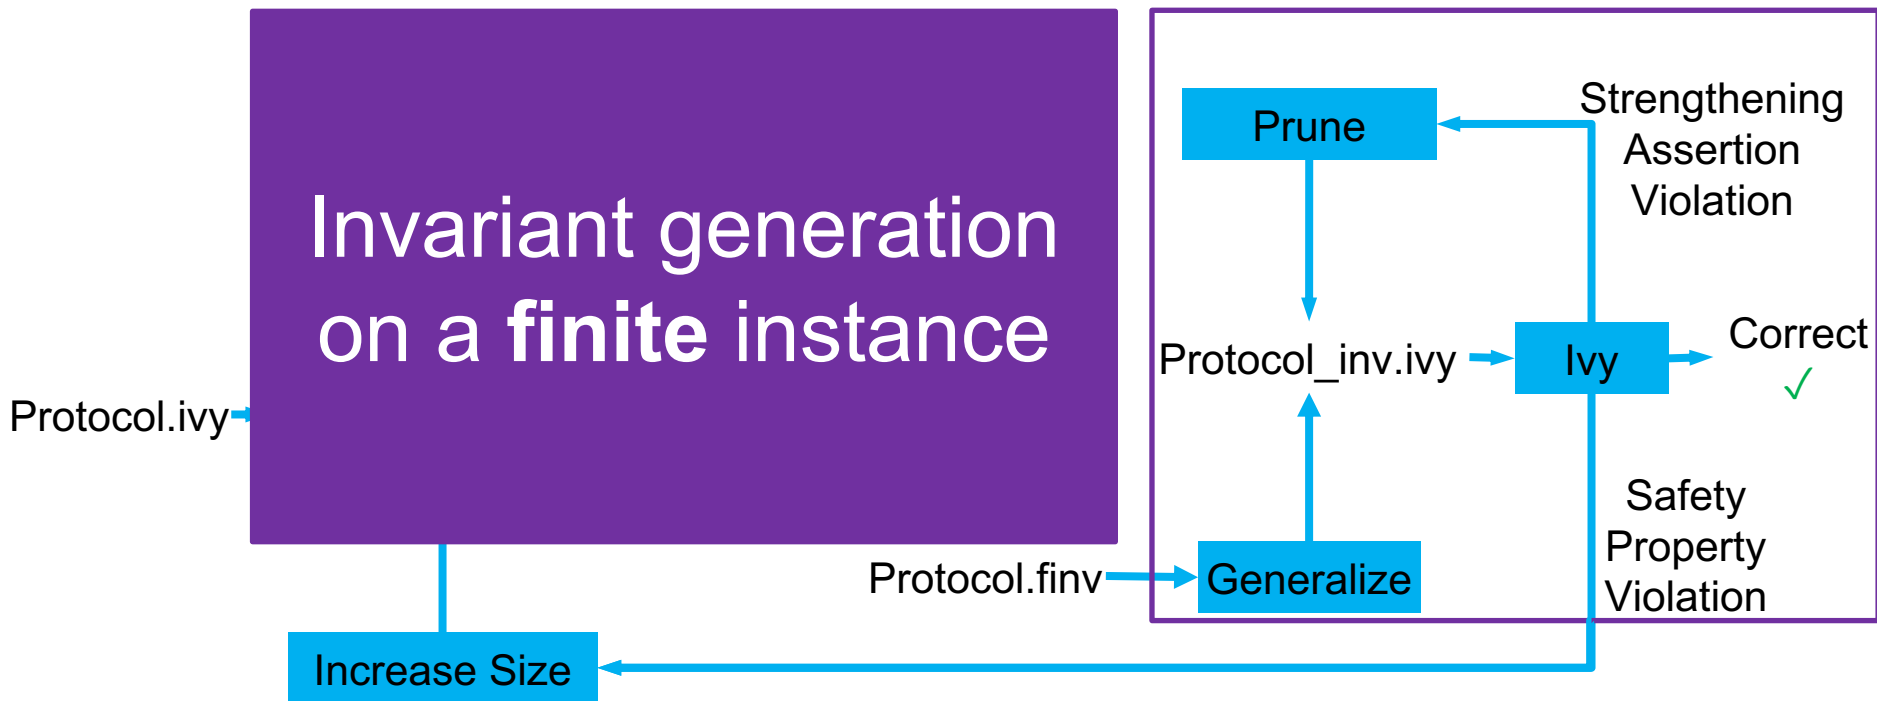 Invariant generation
on a finite instance
Protocol.ivy
Increase Size
Protocol.finv
Generalize
Prune
Protocol_inv.ivy
Ivy
Strengthening
Assertion
Violation
Correct
✓
Safety
Property
Violation